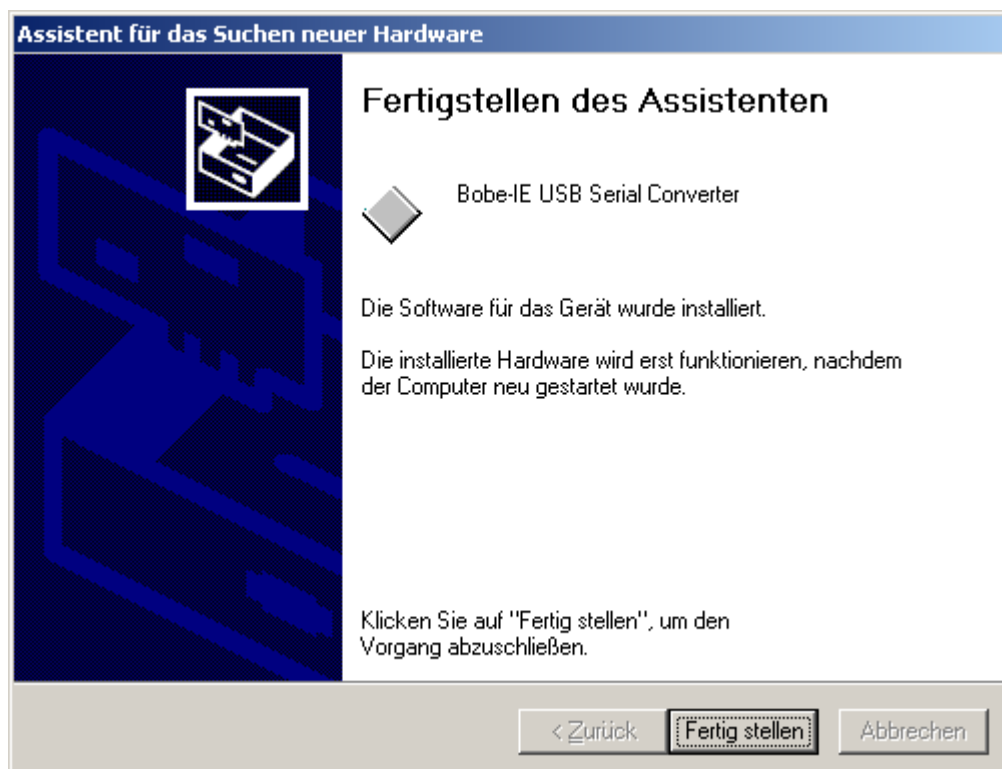 Assistent für das Suchen neuer Hardware
Fertigstellen des Assistenten
Bobe-IE USB Serial Converter
Die Software für das Gerät wurde installiert.
Die installierte Hardware wird erst funktionieren, nachdem
der Computer neu gestartet wurde.
Klicken Sie auf "Fertig stellen", um den
Vorgang abzuschließen.
< Zurück Fertig stellen Abbrechen